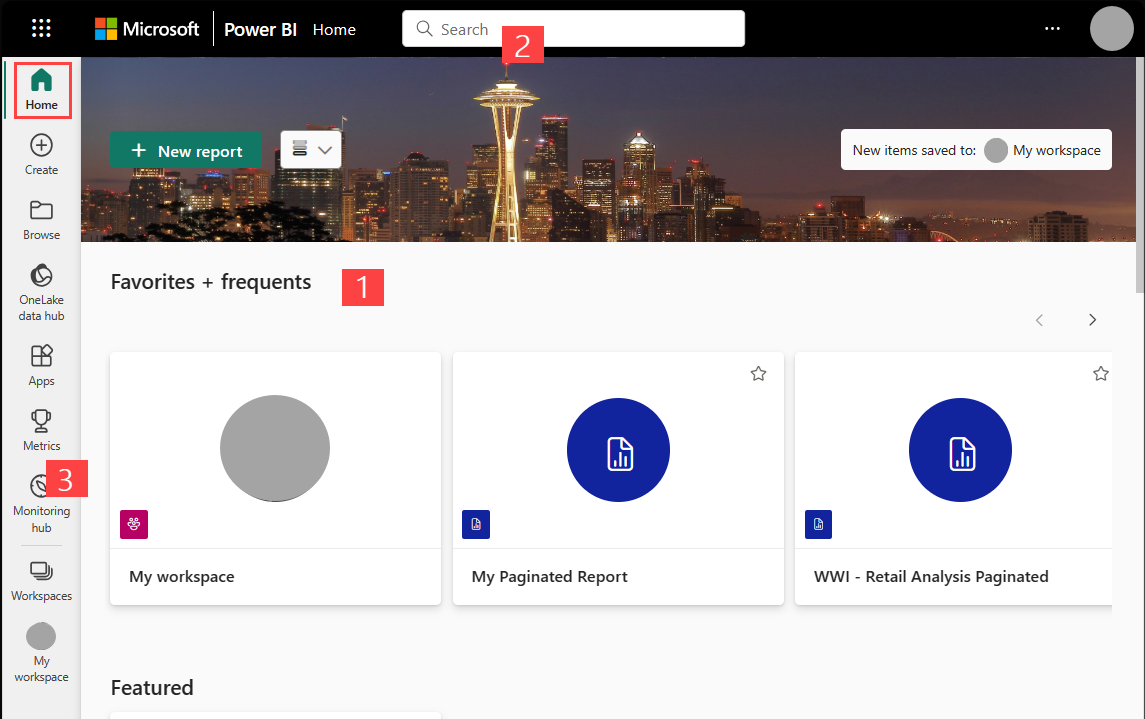 Microsoft Power BI Home
Search
2
Home
Create
Browse
OneLake
data hub
Apps
Metrics
3
Monitoring
hub
Workspaces
My
workspace
+ New report
New items saved to: My workspace
Favorites + frequents
1
My workspace
My Paginated Report
WWI - Retail Analysis Paginated
Featured